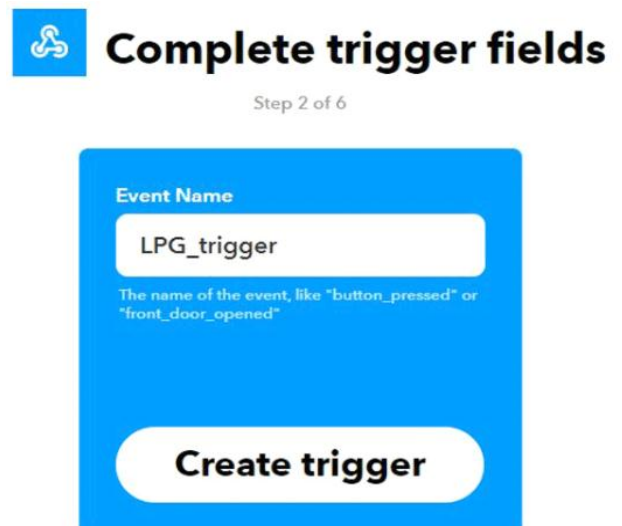 Complete trigger fields
Step 2 of 6
Event Name
LPG_trigger
The name of the event, like "button_pressed" or
"front_door_opened"
Create trigger